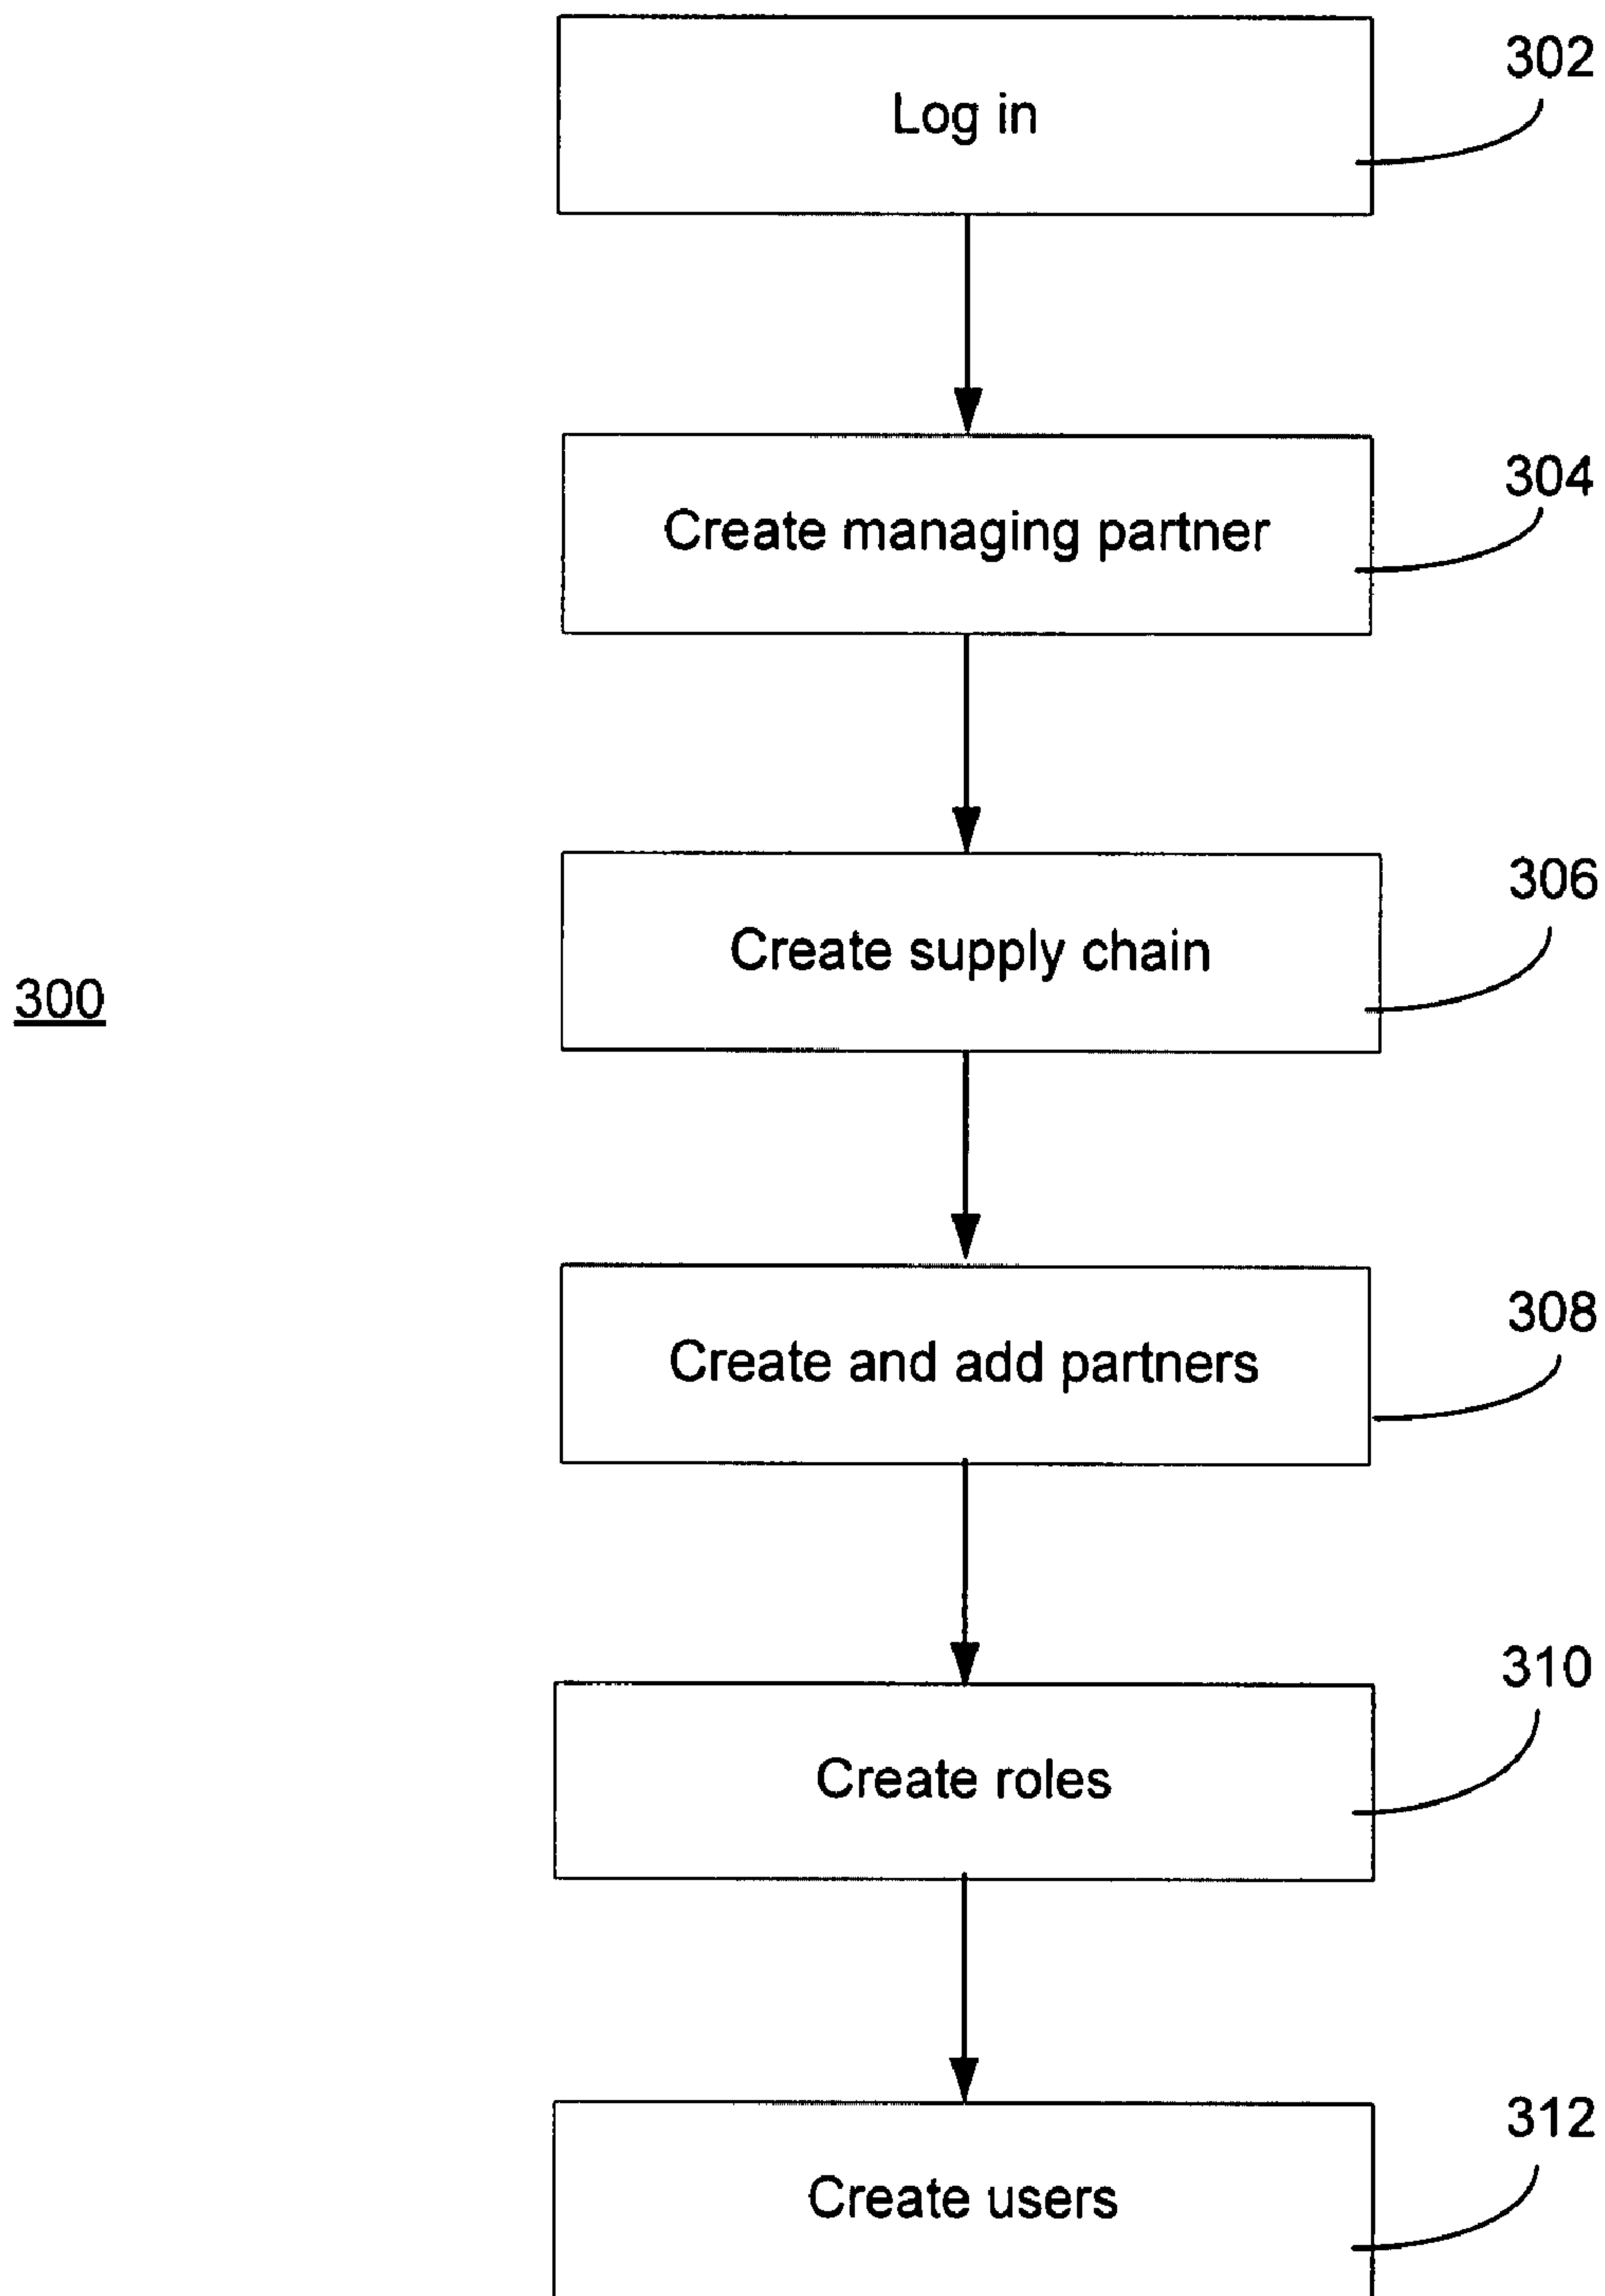 302
Log in
304
Create managing partner
306
Create supply chain
300
308
Create and add partners
310
Create roles
312
Create users